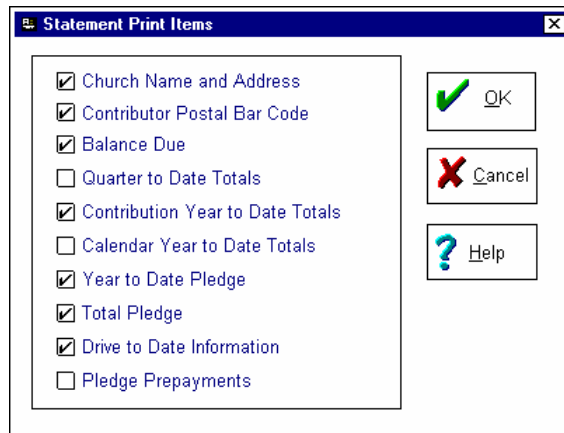 Statement Print Items
Church Name and Address
Contributor Postal Bar Code
Balance Due
Quarter to Date Totals
Contribution Year to Date Totals
Calendar Year to Date Totals
Year to Date Pledge
Total Pledge
Drive to Date Information
Pledge Prepayments
OK
Cancel
Help